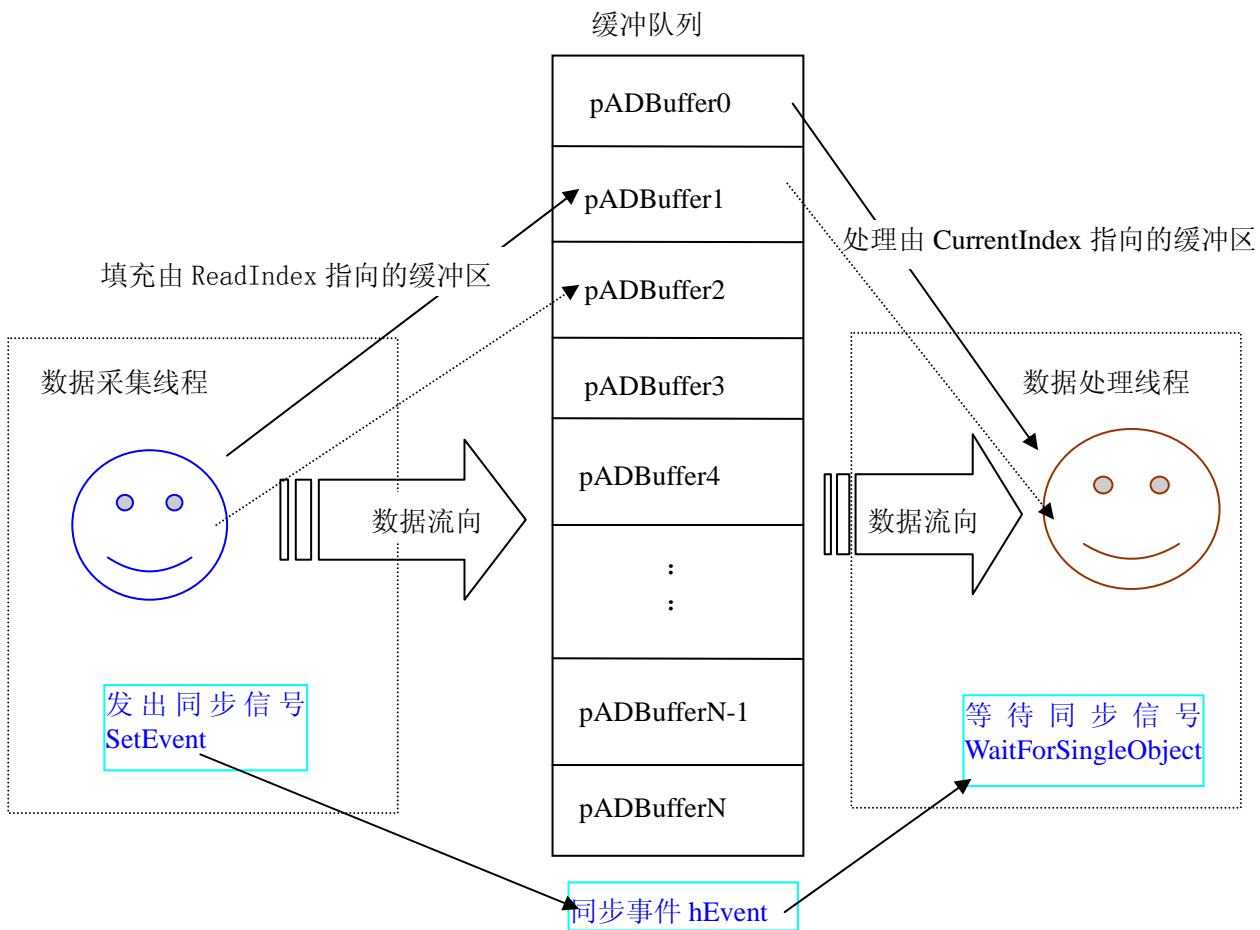 缓冲队列
pADBuffer0
pADBuffer1
处理由 CurrentIndex 指向的缓冲区
填充由 ReadIndex 指向的缓冲区
pADBuffer2
数据采集线程
pADBuffer3
数据处理线程
pADBuffer4
数据流向
数据流向
:
:
发出同步信号
SetEvent
pADBufferN-1
等待同步信号
WaitForSingleObject
pADBufferN
同步事件 hEvent